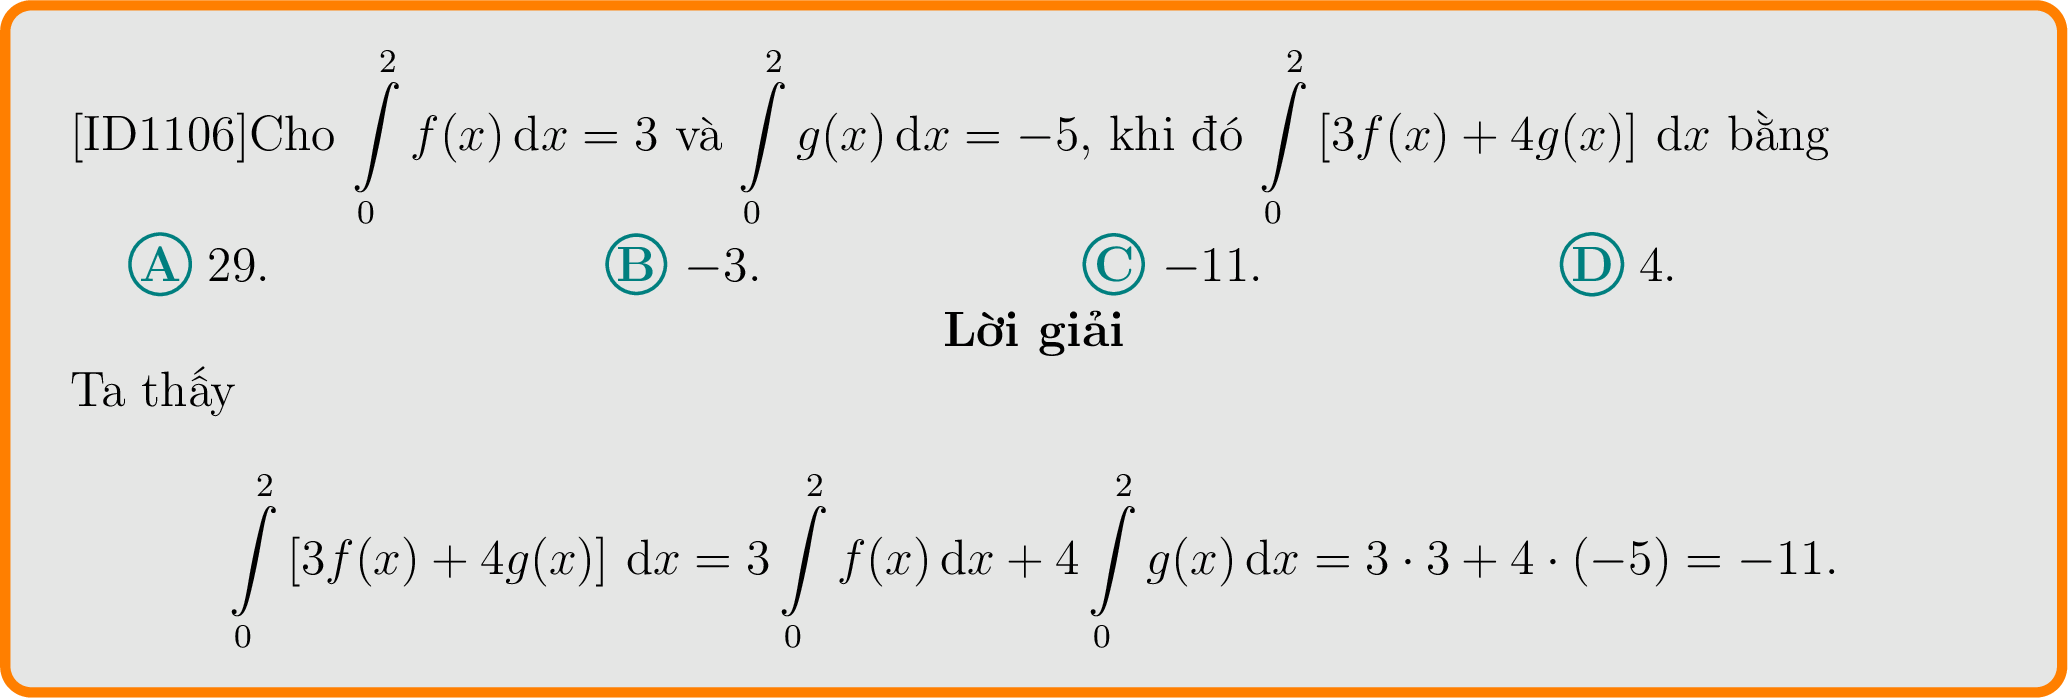 [ID1106]Cho $\int\limits_0^2 f(x)\,\mathrm{d}x = 3$ và $\int\limits_0^2 g(x)\,\mathrm{d}x = -5$, khi đó $\int\limits_0^2 [3f(x) + 4g(x)]\,\mathrm{d}x$ bằng
Ⓐ 29. Ⓑ −3. Ⓒ −11. Ⓓ 4.
Lời giải
Ta thấy
$\int\limits_0^2 [3f(x) + 4g(x)]\,\mathrm{d}x = 3\int\limits_0^2 f(x)\,\mathrm{d}x + 4\int\limits_0^2 g(x)\,\mathrm{d}x = 3 \cdot 3 + 4 \cdot (-5) = -11.$